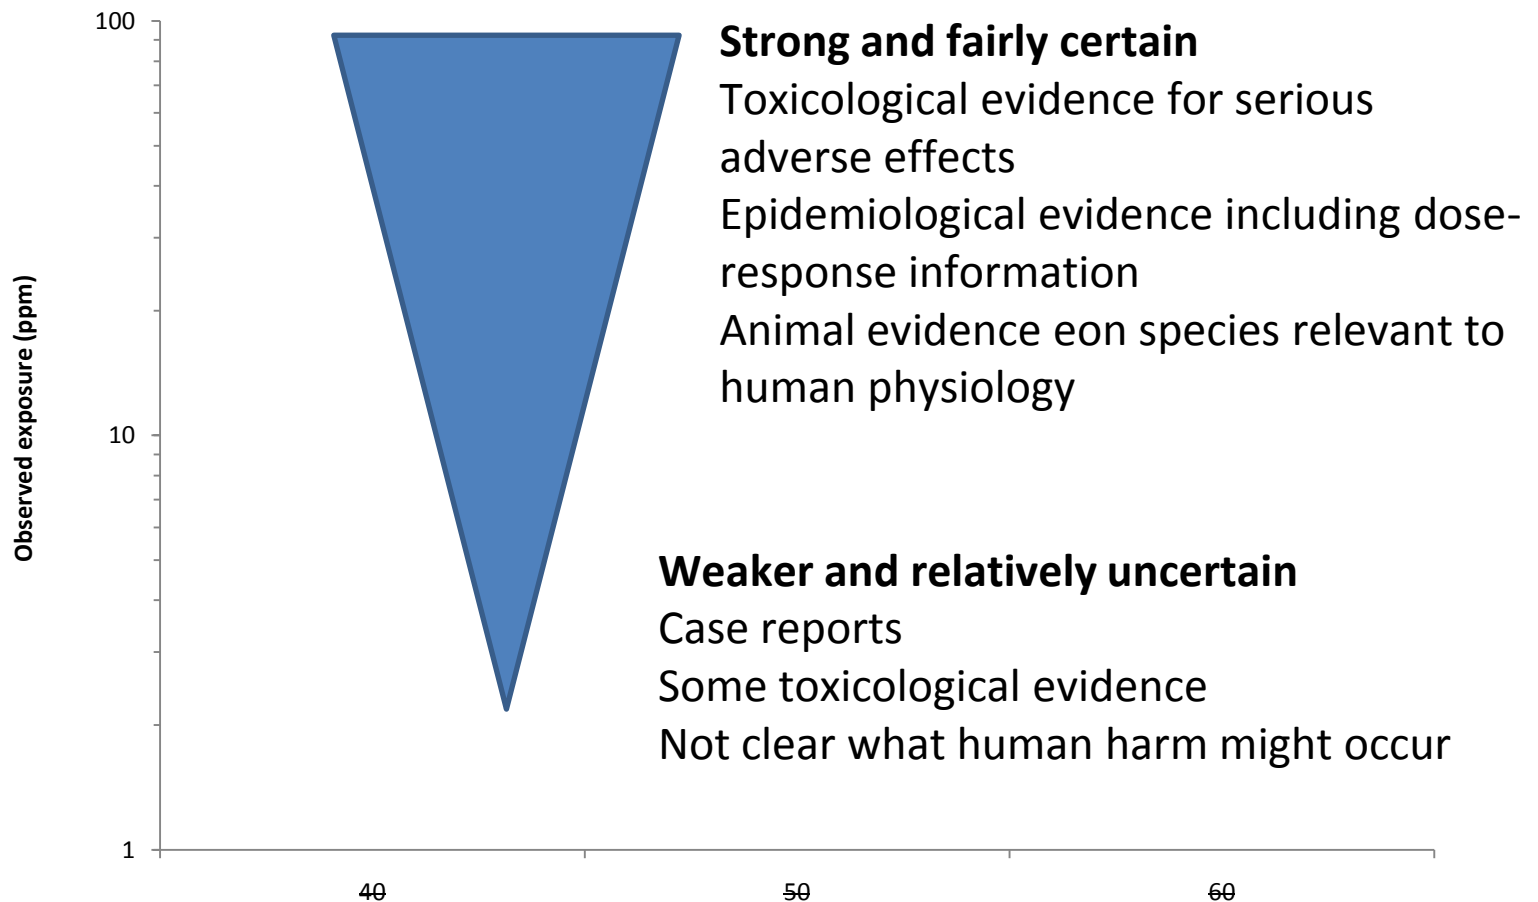 100
10
1
Observed exposure (ppm)
Strong and fairly certain
Toxicological evidence for serious
adverse effects
Epidemiological evidence including dose-
response information
Animal evidence eon species relevant to
human physiology
Weaker and relatively uncertain
Case reports
Some toxicological evidence
Not clear what human harm might occur
40
50
60